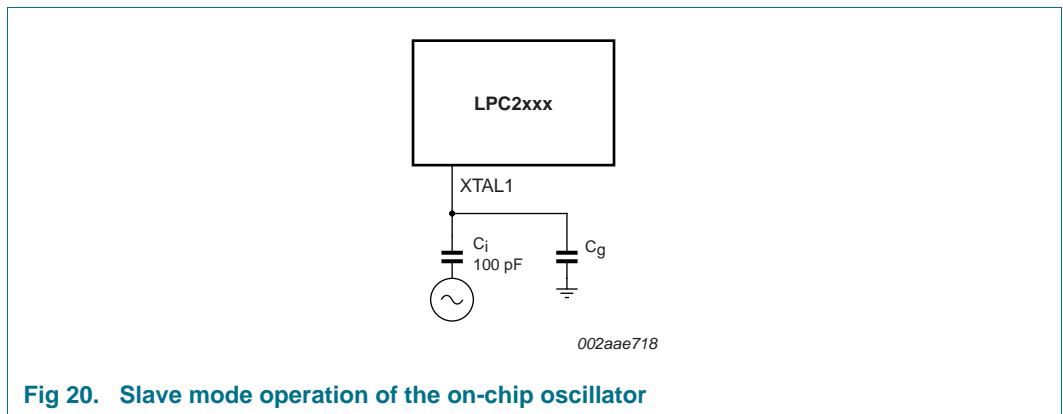 LPC2xxx
XTAL1
Ci
100 pF
Cg
002aae718
Fig 20. Slave mode operation of the on-chip oscillator